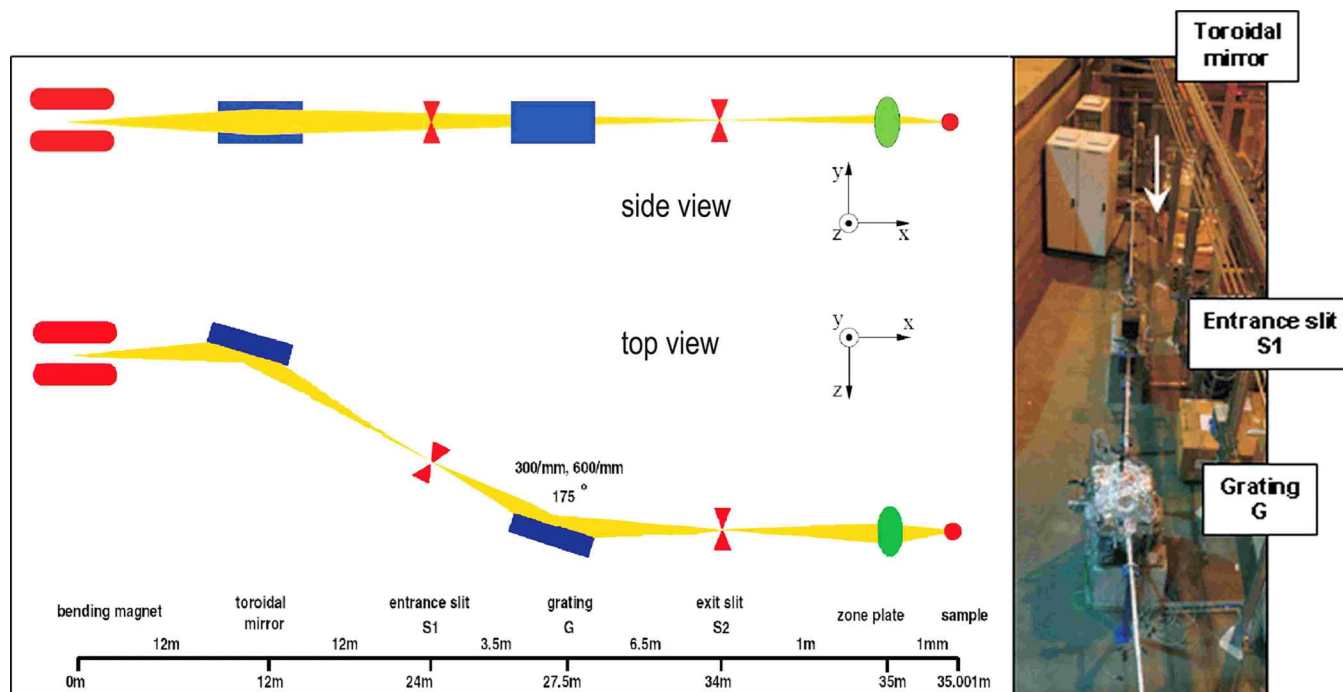 Toroidal
mirror
y
z
x
side view
y
x
z
top view
Entrance slit
S1
300/mm, 600/mm
175 °
Grating
G
bending magnet
toroidal
mirror
entrance slit
S1
grating
G
exit slit
S2
zone plate
sample
12m
12m
3.5m
6.5m
1m
1mm
0m
12m
24m
27.5m
34m
35m
35.001m